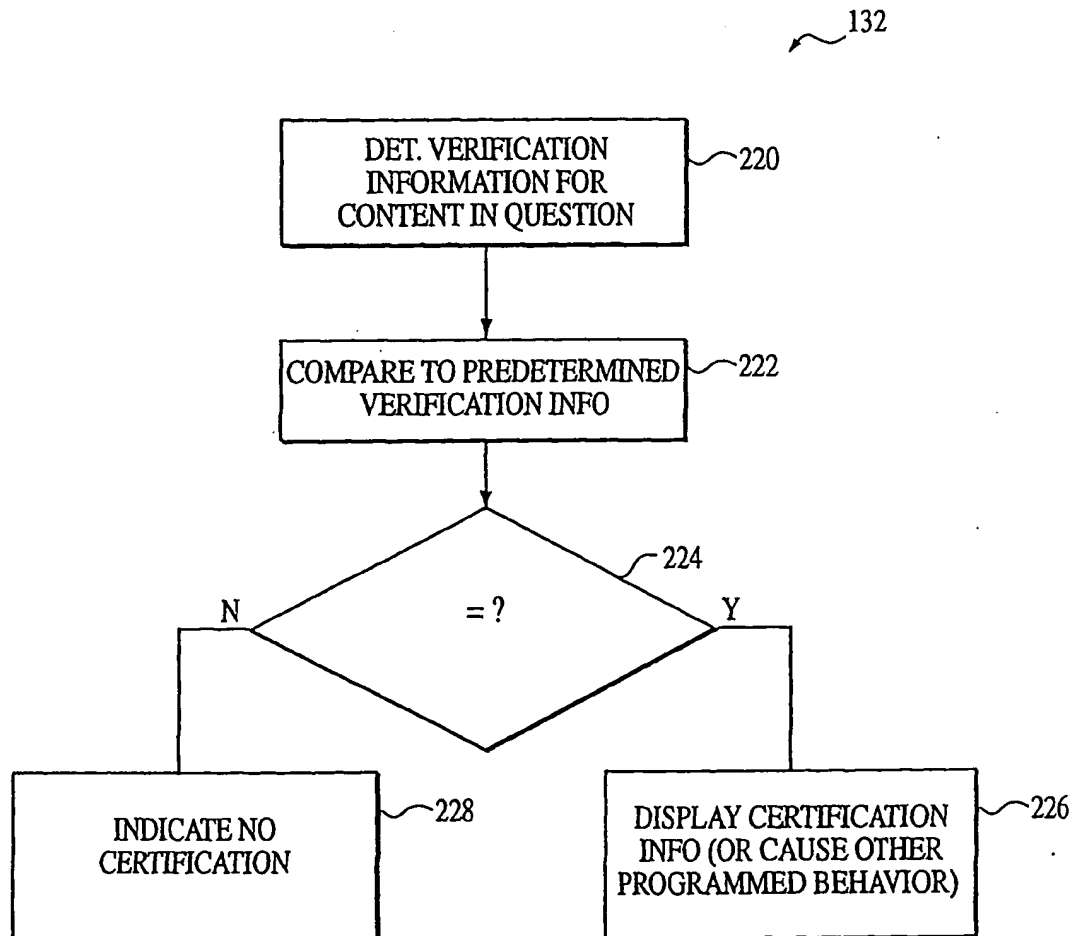 132
DET. VERIFICATION
INFORMATION FOR
CONTENT IN QUESTION
220
COMPARE TO PREDETERMINED
VERIFICATION INFO
222
224
= ?
N
Y
INDICATE NO
CERTIFICATION
228
DISPLAY CERTIFICATION
INFO (OR CAUSE OTHER
PROGRAMMED BEHAVIOR)
226